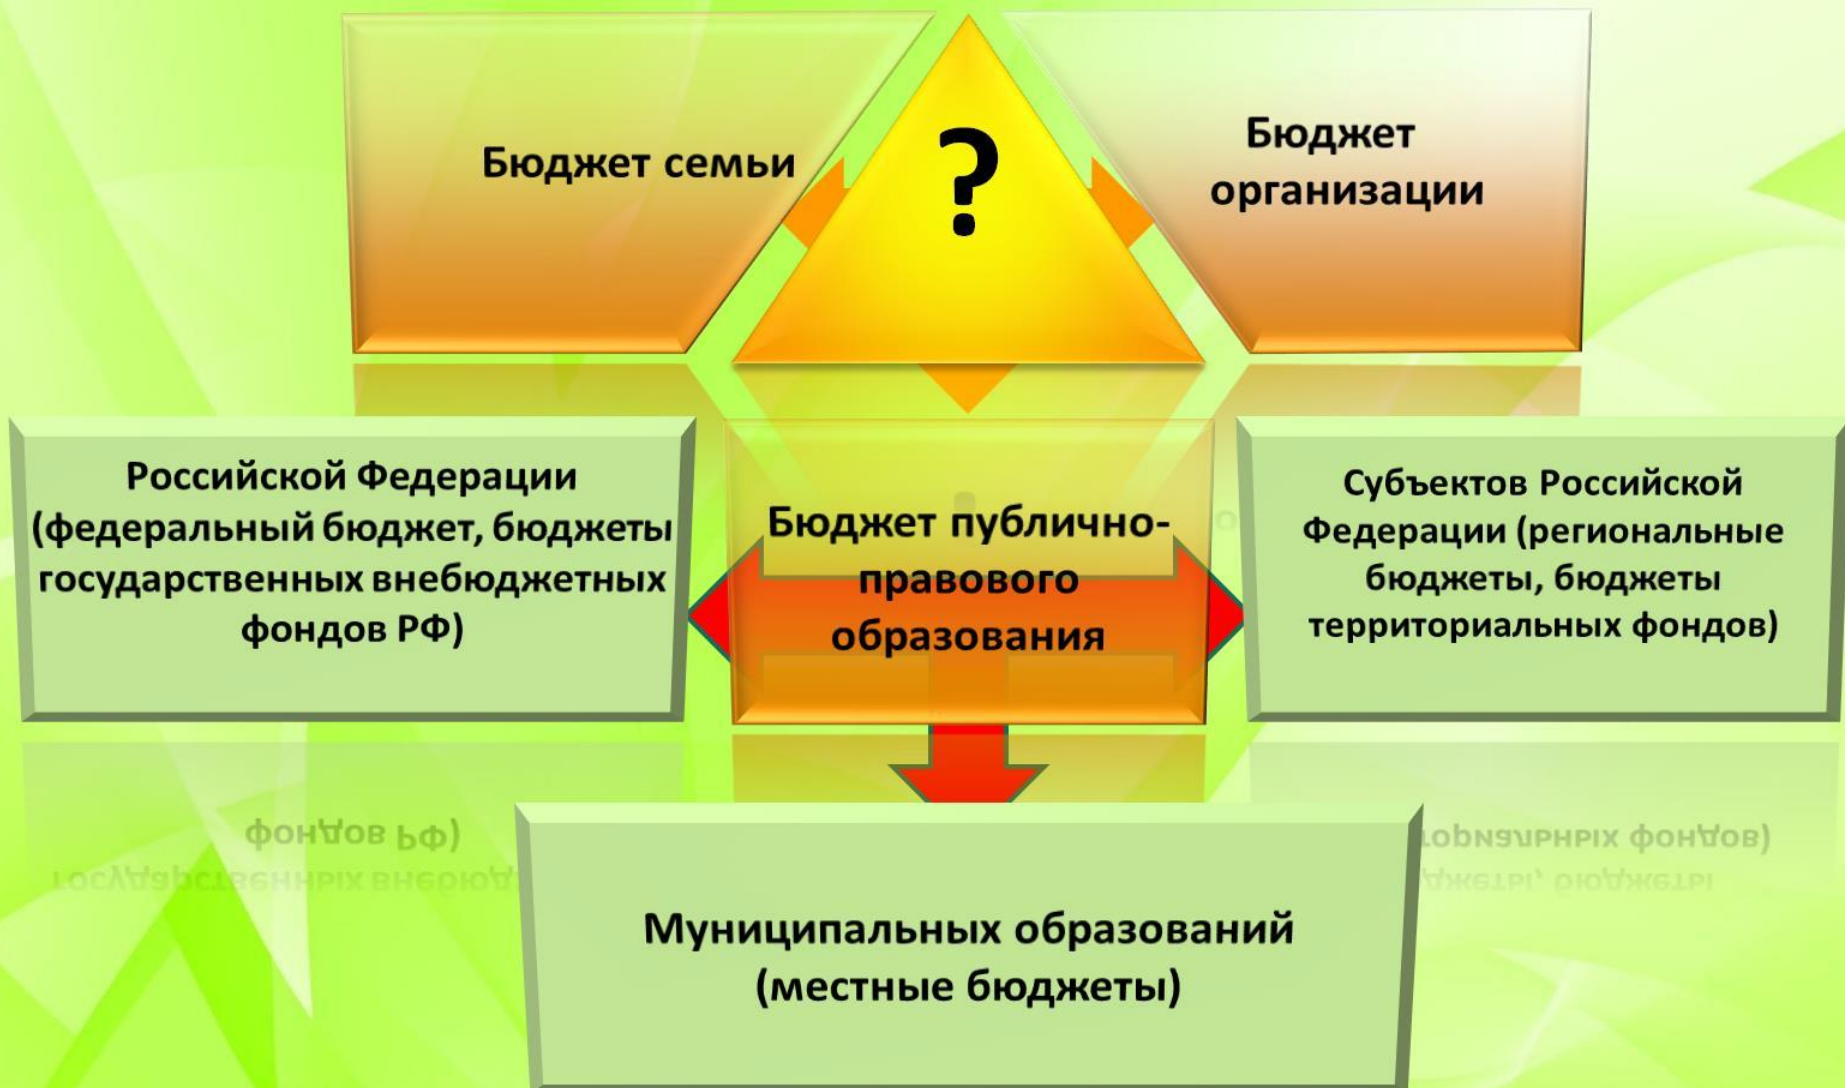 Бюджет семьи
?
Бюджет
организации
Российской Федерации
(федеральный бюджет, бюджеты
государственных внебюджетных
фондов РФ)
Бюджет публично-
правового
образования
Субъектов Российской
Федерации (региональные
бюджеты, бюджеты
территориальных фондов)
Муниципальных образований
(местные бюджеты)